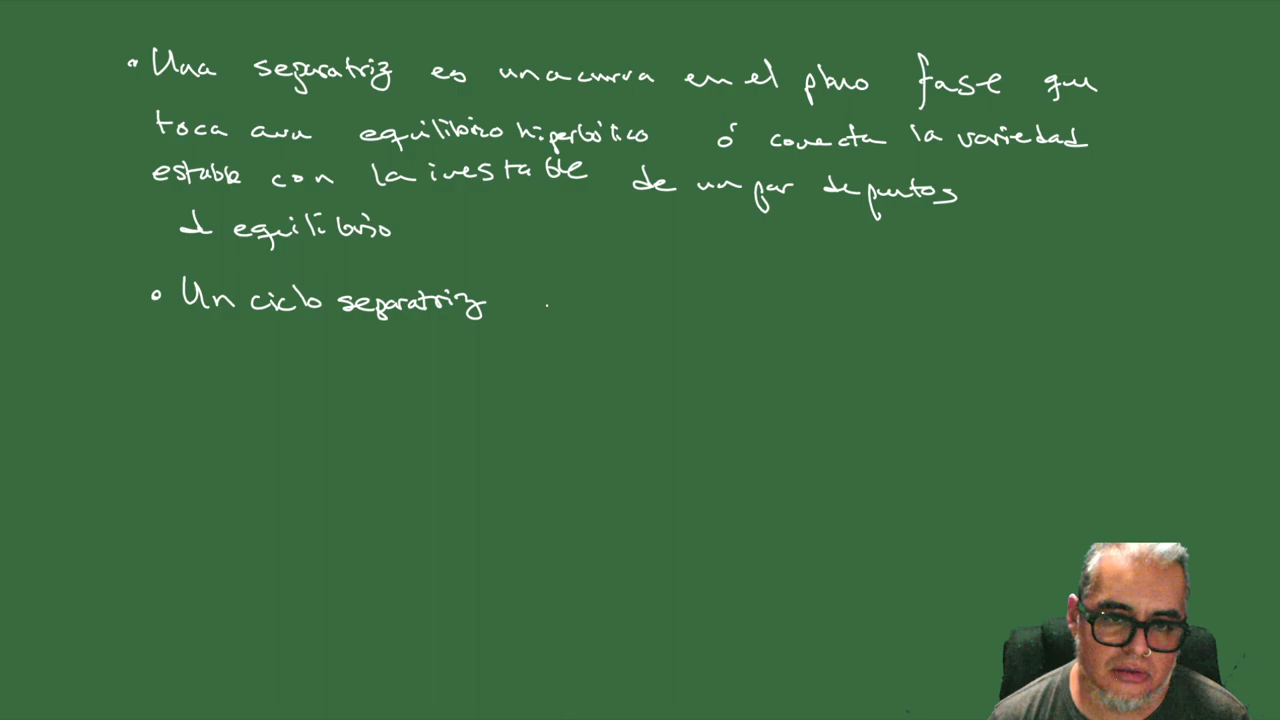 • Una separatriz es una curva en el plano fase que
toca a un equilibrio hiperbólico ó conecta la variedad
estable con la inestable de un par de puntos
d equilibrio
• Un ciclo separatriz